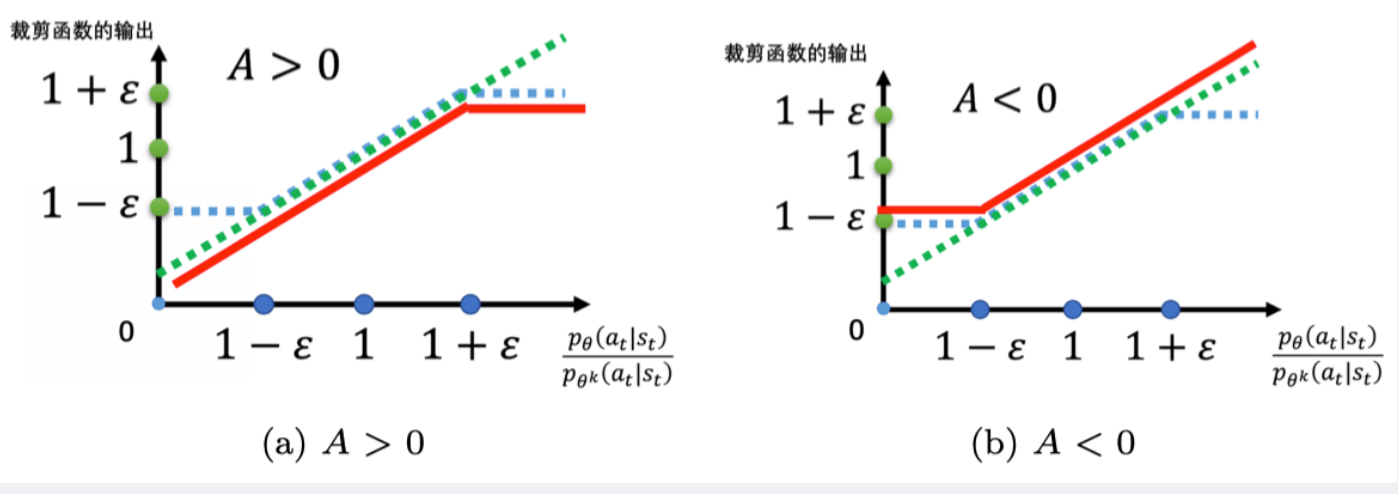 裁剪函数的输出
A > 0
1 + ε
1
1 − ε
0
1 − ε 1 1 + ε
pθ(at|st)
pθk(at|st)
(a) A > 0
裁剪函数的输出
A < 0
1 + ε
1
1 − ε
0
1 − ε 1 1 + ε
pθ(at|st)
pθk(at|st)
(b) A < 0